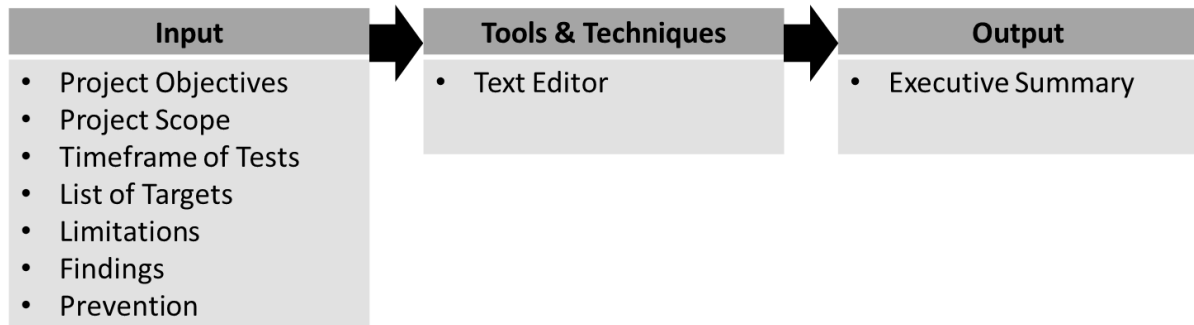 Input
• Project Objectives
• Project Scope
• Timeframe of Tests
• List of Targets
• Limitations
• Findings
• Prevention
Tools & Techniques
• Text Editor
Output
• Executive Summary